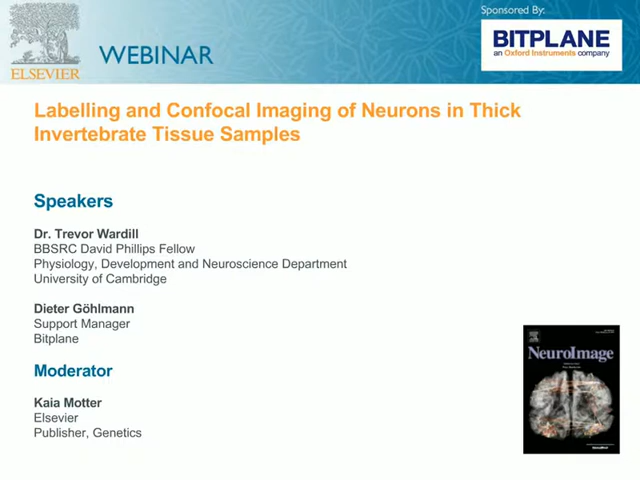 Sponsored By:
BITPLANE
an Oxford Instruments company
ELSEVIER
WEBINAR
Labelling and Confocal Imaging of Neurons in Thick
Invertebrate Tissue Samples
Speakers
Dr. Trevor Wardill
BBSRC David Phillips Fellow
Physiology, Development and Neuroscience Department
University of Cambridge
Dieter Göhlmann
Support Manager
Bitplane
Moderator
Kaia Motter
Elsevier
Publisher, Genetics
NeuroImage